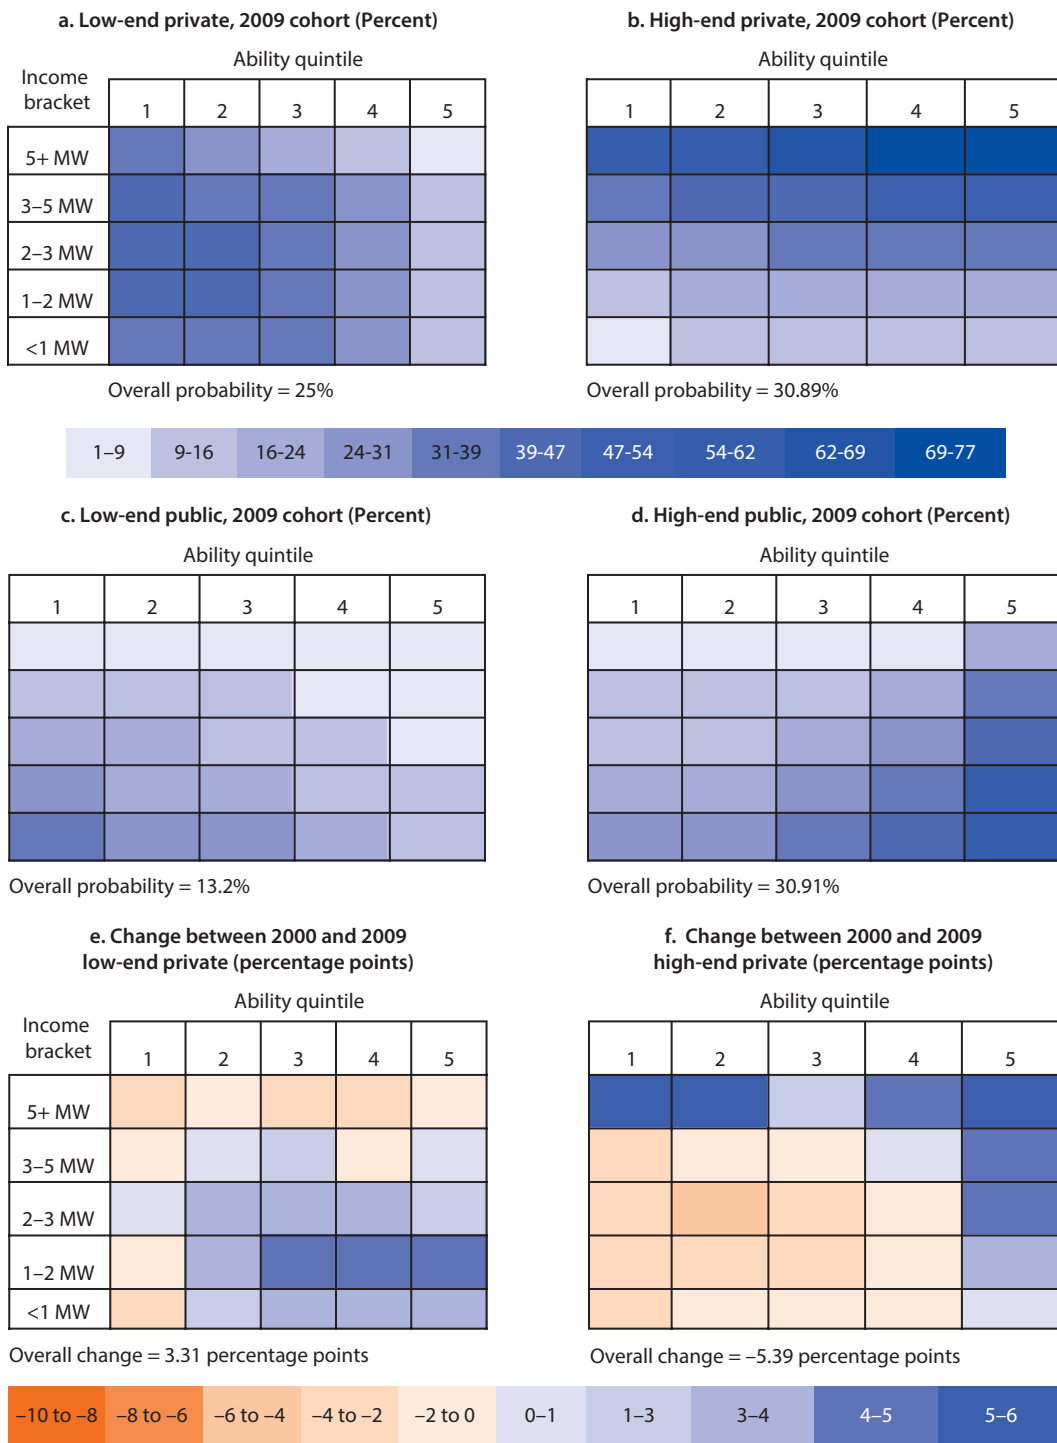 a. Low-end private, 2009 cohort (Percent)
Ability quintile
Income
bracket
1 2 3 4 5
5+ MW
3–5 MW
2–3 MW
1–2 MW
<1 MW
Overall probability = 25%
b. High-end private, 2009 cohort (Percent)
Ability quintile
1 2 3 4 5
Overall probability = 30.89%
1–9 9-16 16-24 24-31 31-39 39-47 47-54 54-62 62-69 69-77
c. Low-end public, 2009 cohort (Percent)
Ability quintile
1 2 3 4 5
Overall probability = 13.2%
d. High-end public, 2009 cohort (Percent)
Ability quintile
1 2 3 4 5
Overall probability = 30.91%
e. Change between 2000 and 2009
low-end private (percentage points)
Ability quintile
Income
bracket
1 2 3 4 5
5+ MW
3–5 MW
2–3 MW
1–2 MW
<1 MW
Overall change = 3.31 percentage points
f. Change between 2000 and 2009
high-end private (percentage points)
Ability quintile
1 2 3 4 5
Overall change = –5.39 percentage points
–10 to –8 –8 to –6 –6 to –4 –4 to –2 –2 to 0 0–1 1–3 3–4 4–5 5–6